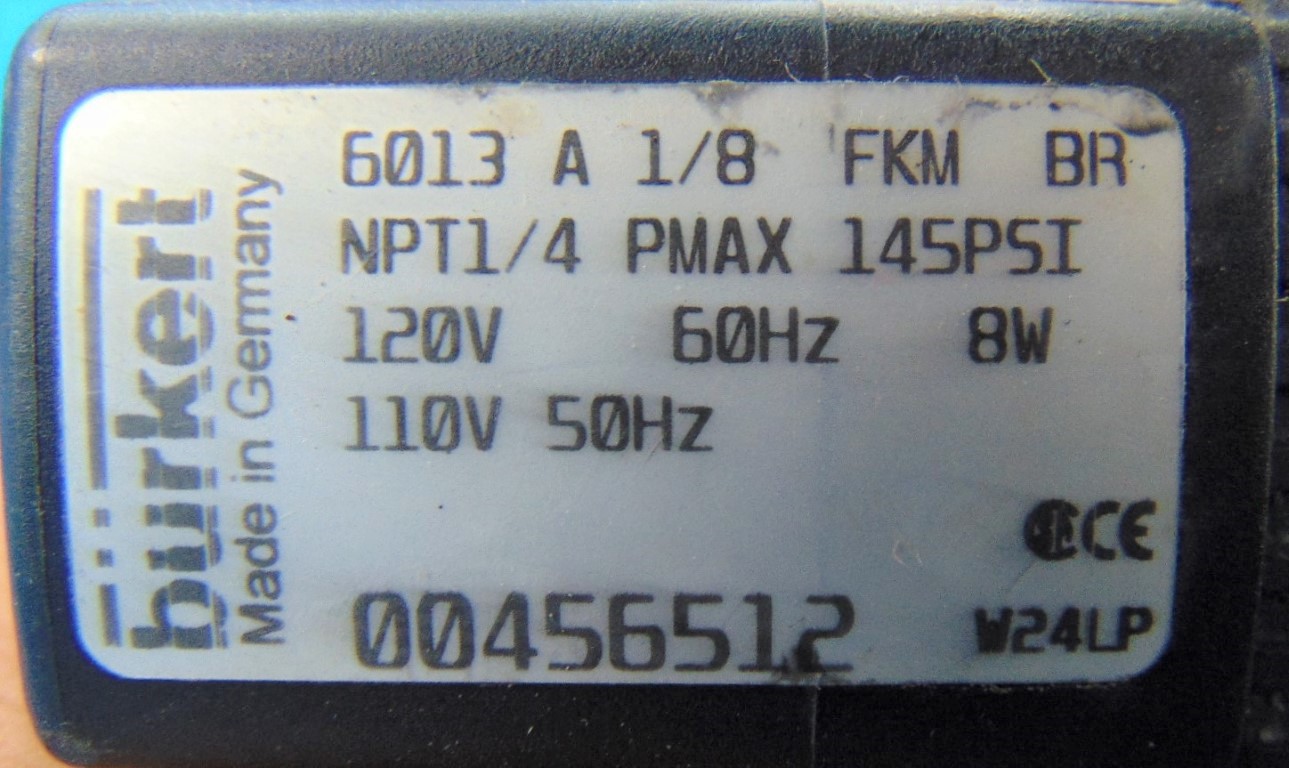 bürkert
Made in Germany
6013 A 1/8 FKM BR
NPT1/4 PMAX 145PSI
120V 60Hz 8W
110V 50Hz
CE
00456512 W24LP